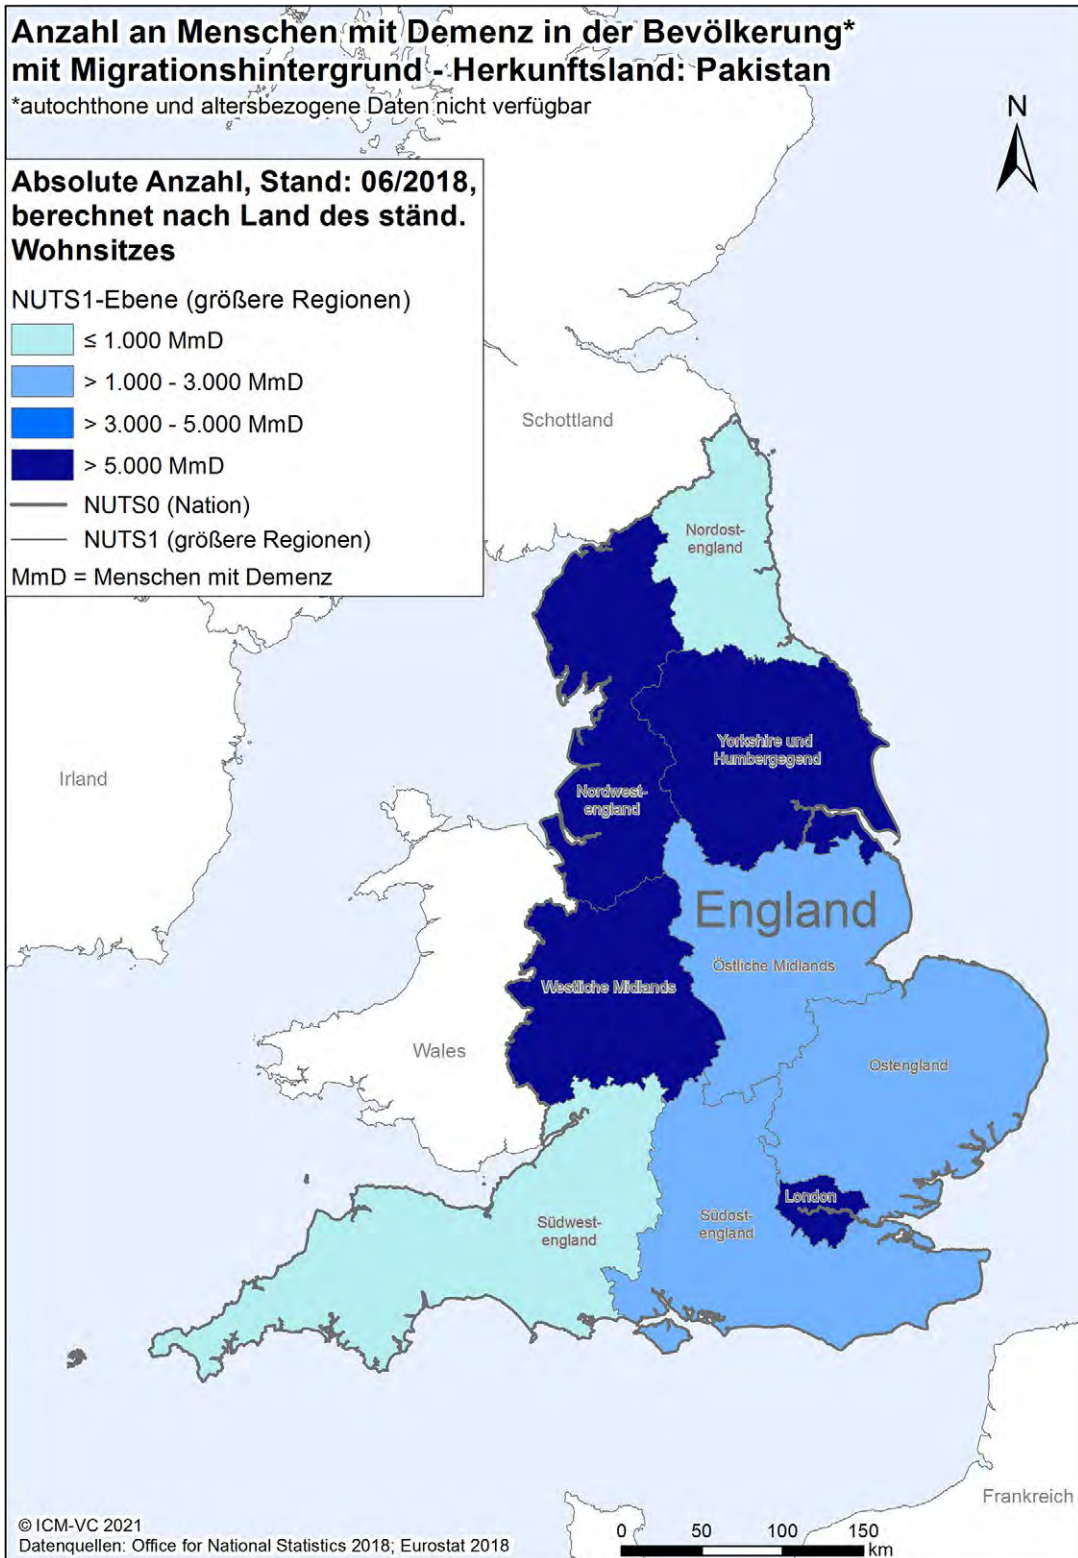 Anzahl an Menschen mit Demenz in der Bevölkerung*
mit Migrationshintergrund - Herkunftsland: Pakistan
*autochthone und altersbezogene Daten nicht verfügbar
N
Absolute Anzahl, Stand: 06/2018,
berechnet nach Land des ständ.
Wohnsitzes
NUTS1-Ebene (größere Regionen)
≤ 1.000 MmD
> 1.000 - 3.000 MmD
> 3.000 - 5.000 MmD
> 5.000 MmD
NUTS0 (Nation)
NUTS1 (größere Regionen)
MmD = Menschen mit Demenz
Schottland
Nordost-
england
Yorkshire und
Humbergegend
Irland
Nordwest-
england
England
Östliche Midlands
Westliche Midlands
Wales
Ostengland
London
Südwest-
england
Südost-
england
Frankreich
© ICM-VC 2021
Datenquellen: Office for National Statistics 2018; Eurostat 2018
0 50 100 150
km